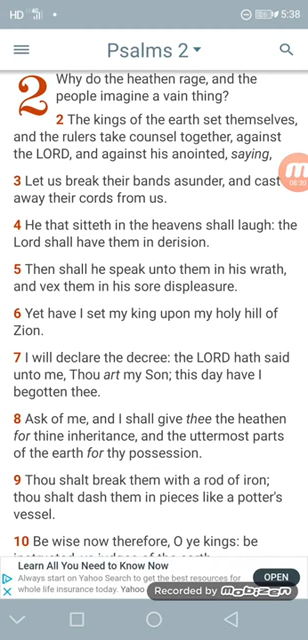 HD 4G 5:38
Psalms 2
2 Why do the heathen rage, and the
people imagine a vain thing?
2 The kings of the earth set themselves,
and the rulers take counsel together, against
the LORD, and against his anointed, saying,
3 Let us break their bands asunder, and cast
away their cords from us.
4 He that sitteth in the heavens shall laugh: the
Lord shall have them in derision.
5 Then shall he speak unto them in his wrath,
and vex them in his sore displeasure.
6 Yet have I set my king upon my holy hill of
Zion.
7 I will declare the decree: the LORD hath said
unto me, Thou art my Son; this day have I
begotten thee.
8 Ask of me, and I shall give thee the heathen
for thine inheritance, and the uttermost parts
of the earth for thy possession.
9 Thou shalt break them with a rod of iron;
thou shalt dash them in pieces like a potter's
vessel.
10 Be wise now therefore, O ye kings: be
Learn All You Need to Know Now
Always start on Yahoo Search to get the best resources for
whole life insurance today. Yahoo
OPEN
Recorded by mobizen